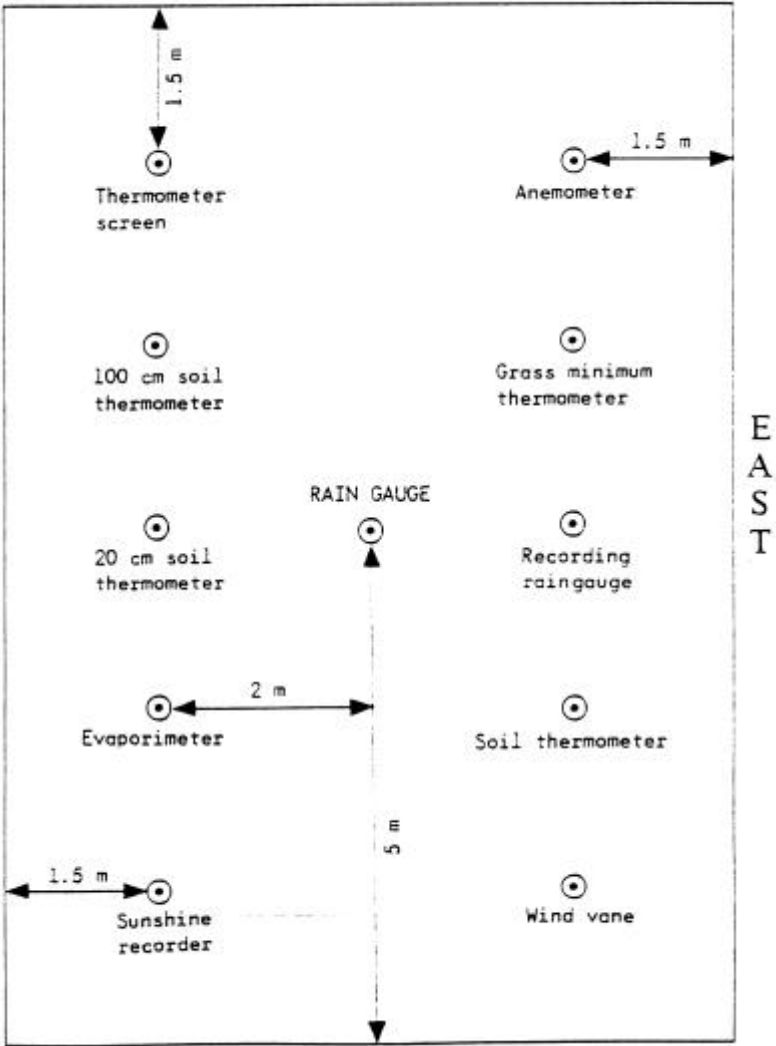 1.5 m
1.5 m
Thermometer
screen
Anemometer
100 cm soil
thermometer
Grass minimum
thermometer
EAST
RAIN GAUGE
20 cm soil
thermometer
Recording
raingauge
2 m
Evaporimeter
Soil thermometer
5 m
1.5 m
Sunshine
recorder
Wind vane